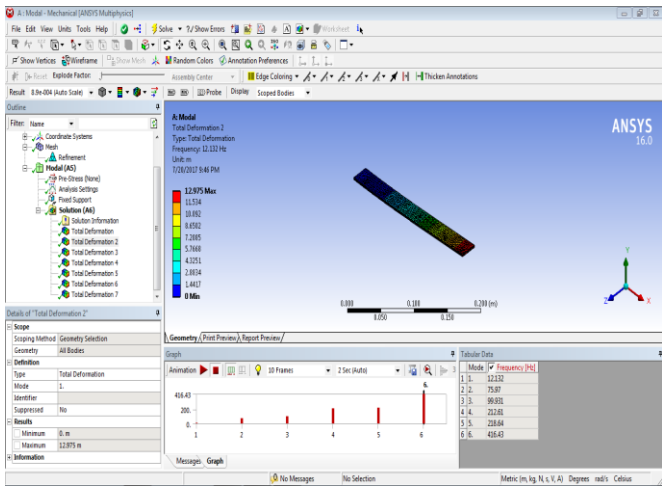 A : Modal - Mechanical [ANSYS Multiphysics]
File Edit View Units Tools Help Solve ?/Show Errors Worksheet
Show Vertices Wireframe Show Mesh Random Colors Annotation Preferences
Reset Explode Factor: Assembly Center Edge Coloring Thicken Annotations
Result 8.9e-004 (Auto Scale) Probe Display Scoped Bodies
Outline
Filter: Name
Coordinate Systems
Mesh
Refinement
Modal (A5)
Pre-Stress (None)
Analysis Settings
Fixed Support
Solution (A6)
Solution Information
Total Deformation
Total Deformation 2
Total Deformation 3
Total Deformation 4
Total Deformation 5
Total Deformation 6
Total Deformation 7
A: Modal
Total Deformation 2
Type: Total Deformation
Frequency: 12.132 Hz
Unit: m
7/28/2017 9:46 PM
12.975 Max
11.534
10.092
8.6502
7.2085
5.7668
4.3251
2.8834
1.4417
0 Min
ANSYS
16.0
0.000 0.100 0.200 (m)
0.050 0.150
Y
Z X
Geometry Print Preview Report Preview
Details of "Total Deformation 2"
Scope
Scoping Method Geometry Selection
Geometry All Bodies
Definition
Type Total Deformation
Mode 1.
Identifier
Suppressed No
Results
Minimum 0. m
Maximum 12.975 m
Information
Graph
Animation 10 Frames 2 Sec (Auto) 3
6.
416.43
200.
0.
1 2 3 4 5 6
Messages Graph
Tabular Data
Mode Frequency [Hz]
1 1. 12.132
2 2. 75.97
3 3. 99.931
4 4. 212.61
5 5. 218.64
6 6. 416.43
No Messages No Selection Metric (m, kg, N, s, V, A) Degrees rad/s Celsius